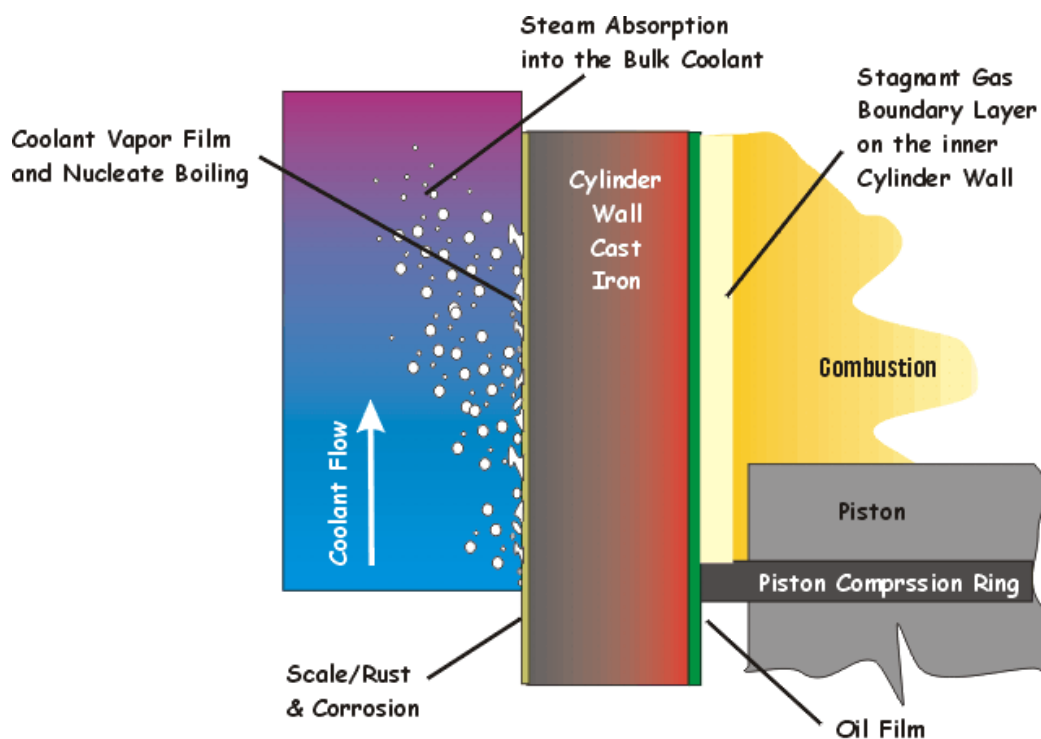 Steam Absorption
into the Bulk Coolant
Stagnant Gas
Boundary Layer
on the inner
Cylinder Wall
Coolant Vapor Film
and Nucleate Boiling
Cylinder
Wall
Cast
Iron
Combustion
Coolant Flow
Piston
Piston Comprssion Ring
Scale/Rust
& Corrosion
Oil Film